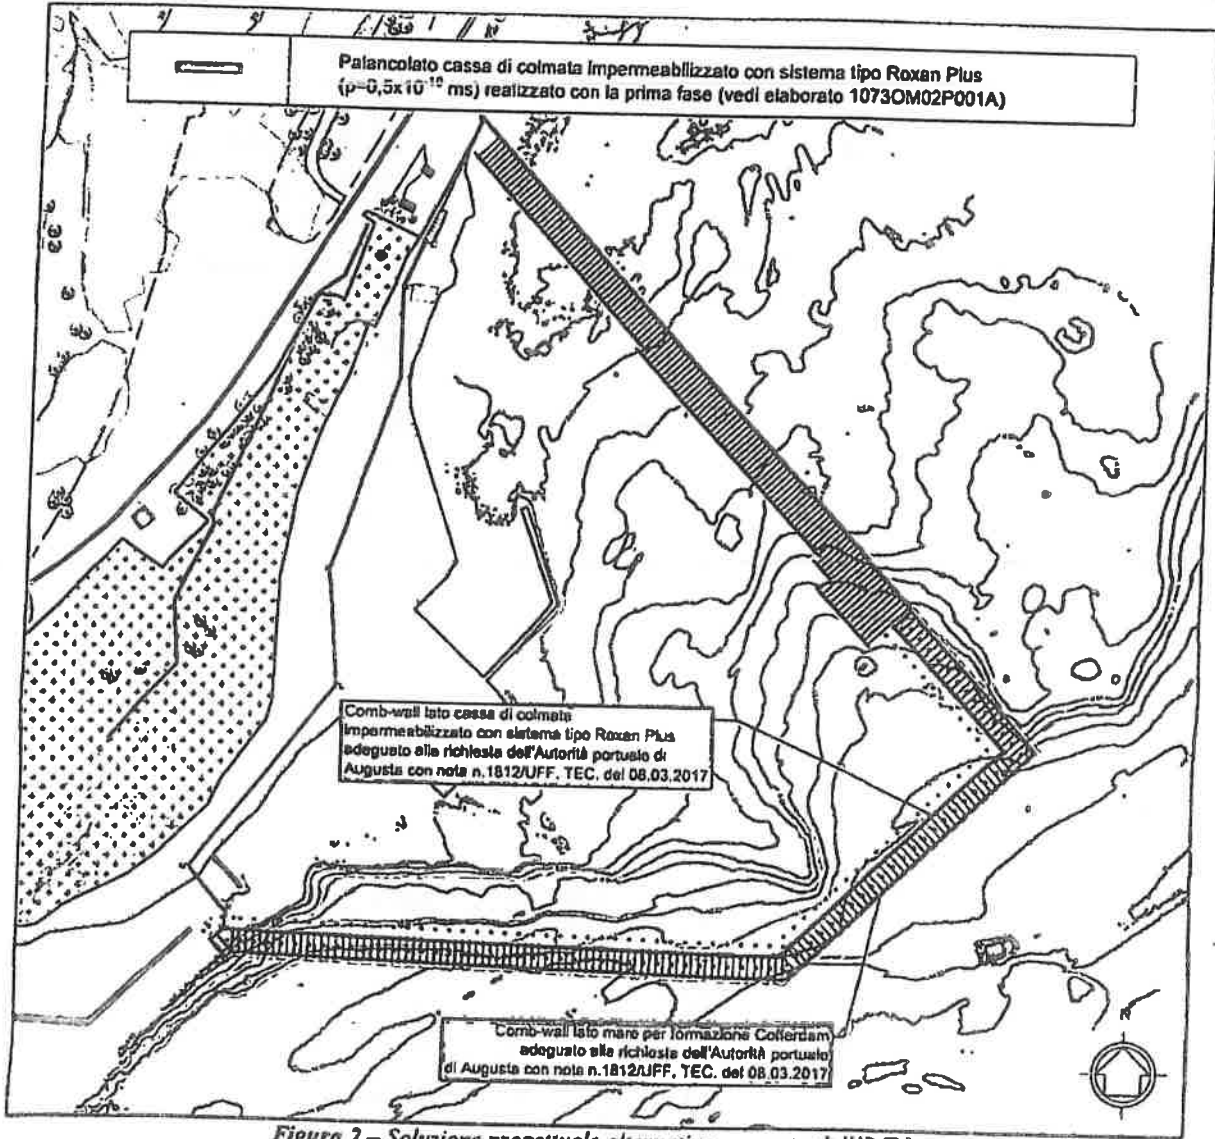 Palancolato cassa di colmata impermeabilizzato con sistema tipo Roxan Plus
(p=0,5x10⁻¹⁰ ms) realizzato con la prima fase (vedi elaborato 1073OM02P001A)
Comb-wall lato cassa di colmata
impermeabilizzato con sistema tipo Roxan Plus
adeguato alla richiesta dell'Autorità portuale di
Augusta con nota n.1812/UFF. TEC. del 08.03.2017
Comb-wall lato mare per formazione Cofferdam
adeguato alla richiesta dell'Autorità portuale
di Augusta con nota n.1812/UFF. TEC. del 08.03.2017
N
Figura 2 – Soluzione progettuale